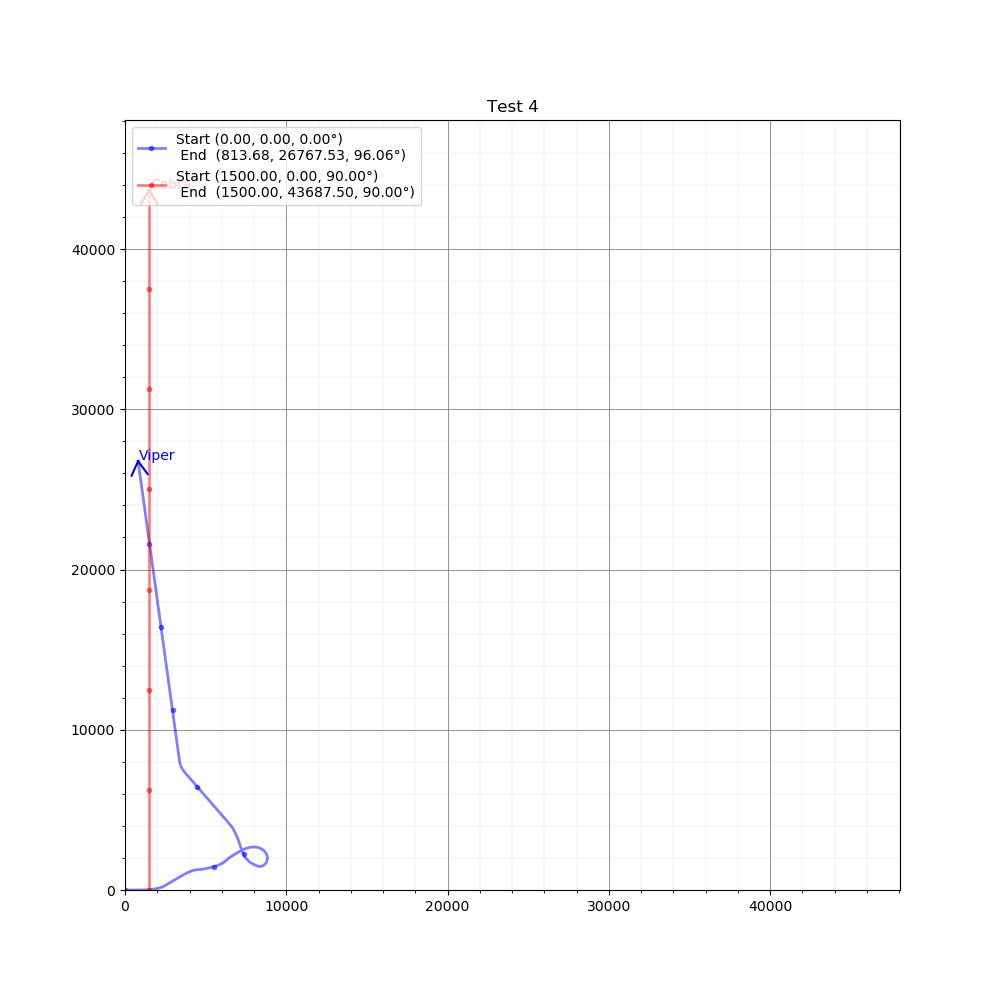 Test 4
Start (0.00, 0.00, 0.00°)
End (813.68, 26767.53, 96.06°)
Start (1500.00, 0.00, 90.00°)
End (1500.00, 43687.50, 90.00°)
Cobra
40000
30000
Viper
20000
10000
0
0 10000 20000 30000 40000